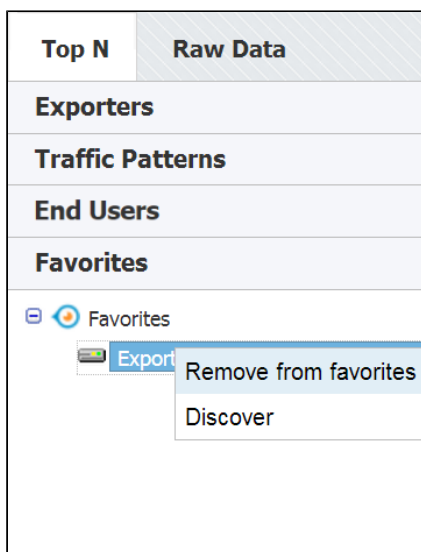 Top N Raw Data
Exporters
Traffic Patterns
End Users
Favorites
Favorites
Export
Remove from favorites
Discover